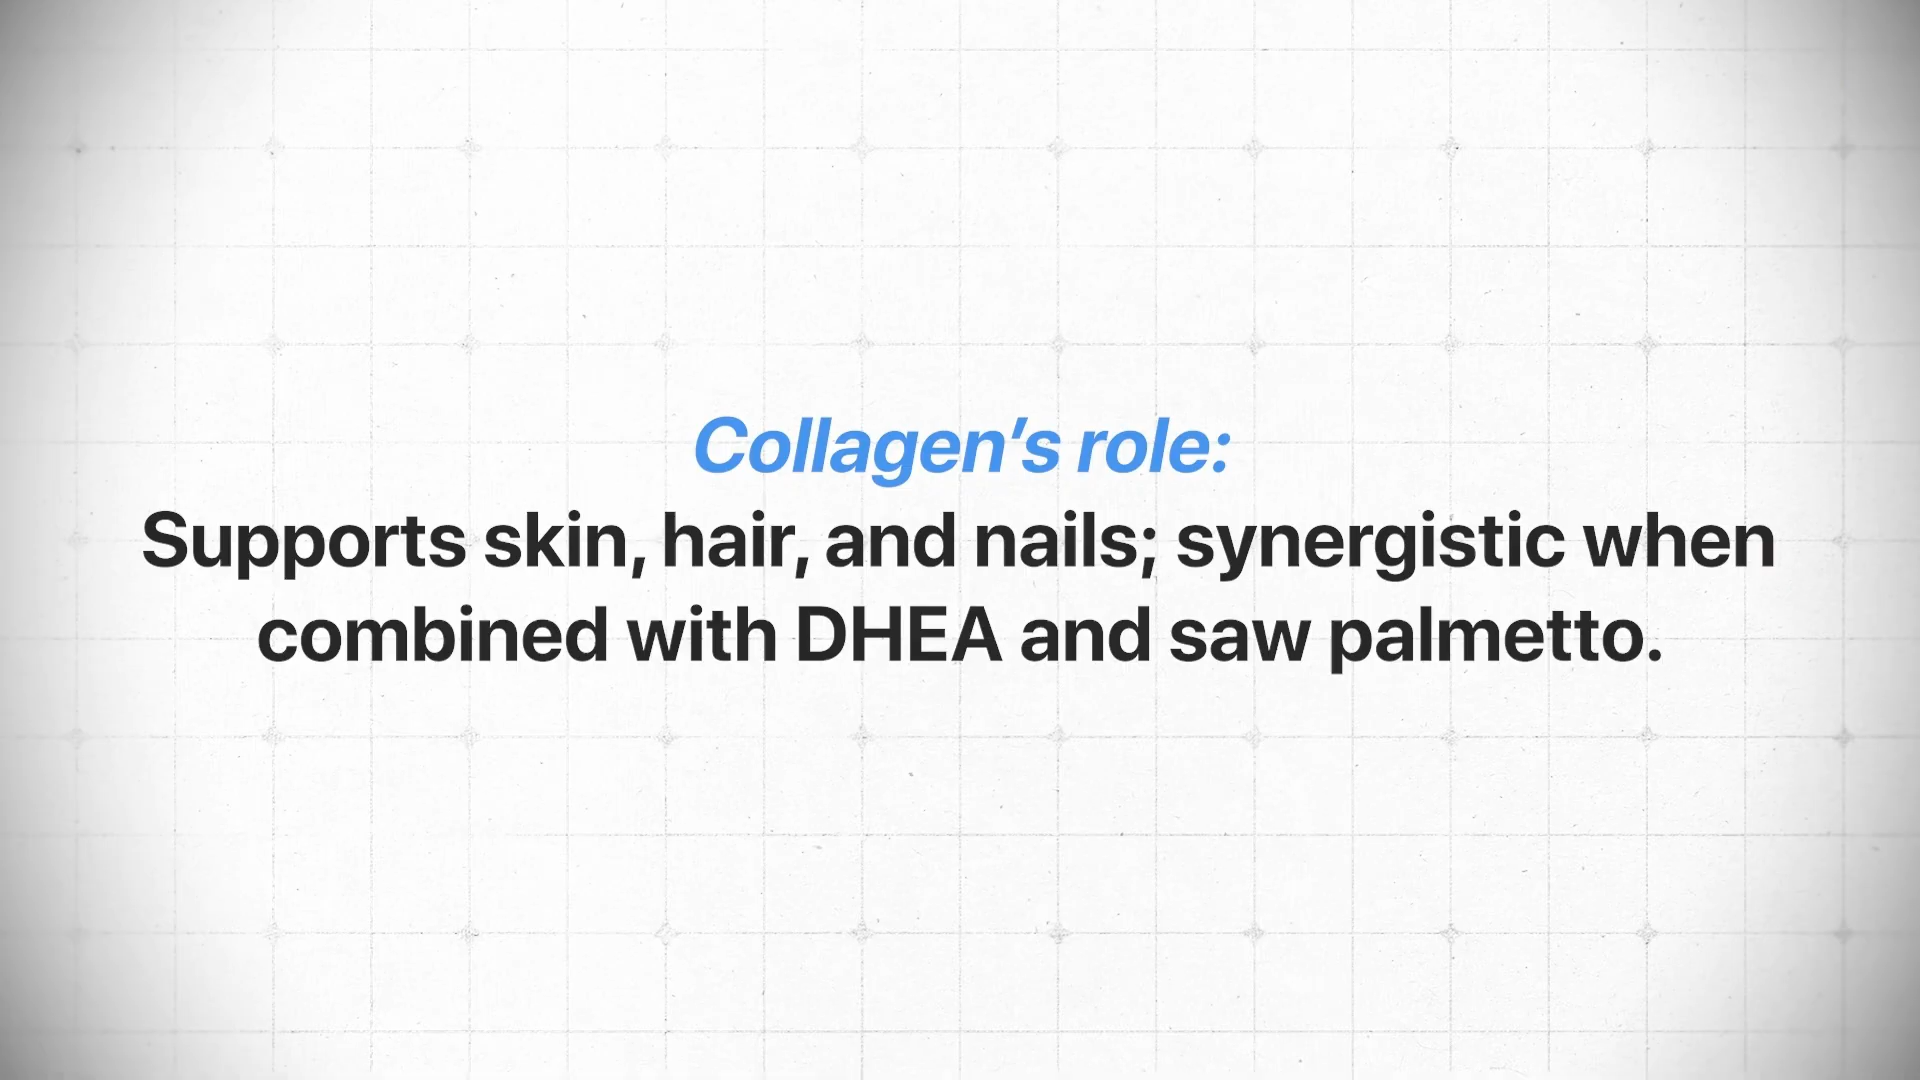 Collagen’s role:
Supports skin, hair, and nails; synergistic when
combined with DHEA and saw palmetto.